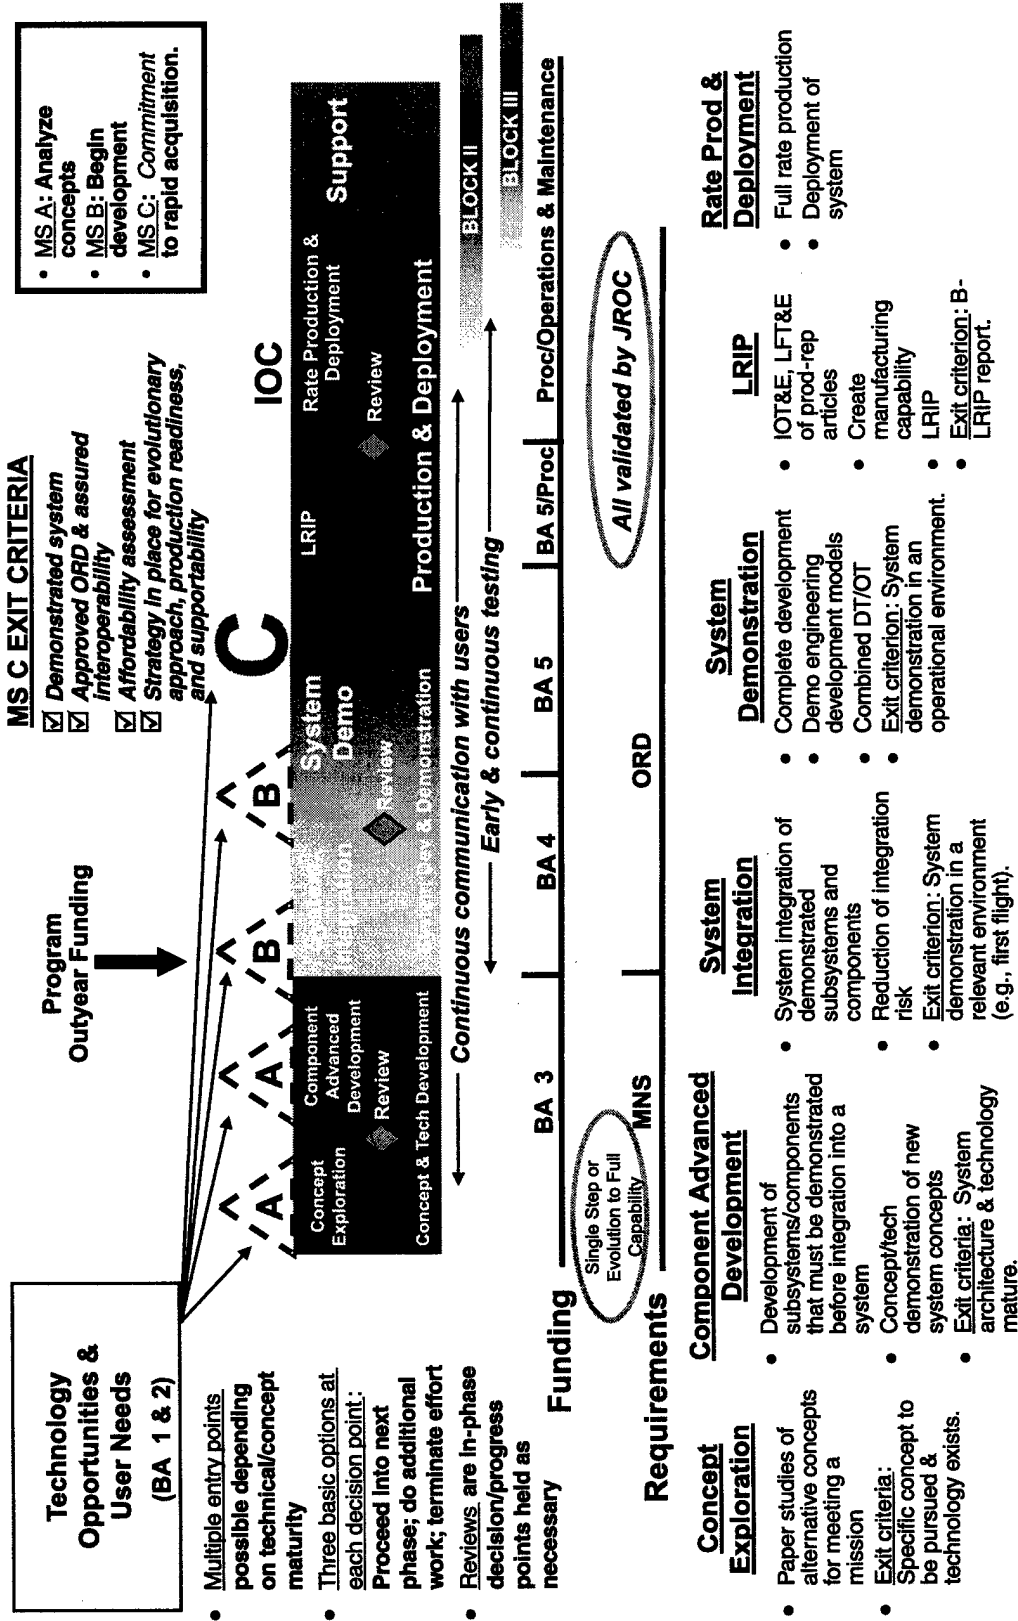 Technology
Opportunities &
User Needs
(BA 1 & 2)
Program
Outyear Funding
MS C EXIT CRITERIA
☑ Demonstrated system
☑ Approved ORD & assured
interoperability
☑ Affordability assessment
☑ Strategy in place for evolutionary
approach, production readiness,
and supportability
• MS A: Analyze
concepts
• MS B: Begin
development
• MS C: Commitment
to rapid acquisition.
• Multiple entry points
possible depending
on technical/concept
maturity
• Three basic options at
each decision point:
Proceed into next
phase; do additional
work; terminate effort
• Reviews are in-phase
decision/progress
points held as
necessary
A
A
B
B
C
IOC
Concept
Exploration
Component
Advanced
Development
Review
Concept & Tech Development
System
Demo
Review
& Demonstration
LRIP
Rate Production &
Deployment
Review
Production & Deployment
Support
BLOCK II
BLOCK III
Continuous communication with users
Early & continuous testing
Funding
BA 3
BA 4
BA 5
BA 5/Proc
Proc/Operations & Maintenance
Single Step or
Evolution to Full
Capability
Requirements
MNS
ORD
All validated by JROC
Concept
Exploration
• Paper studies of
alternative concepts
for meeting a
mission
• Exit criteria:
Specific concept to
be pursued &
technology exists.
Component Advanced
Development
• Development of
subsystems/components
that must be demonstrated
before integration into a
system
• Concept/tech
demonstration of new
system concepts
• Exit criteria: System
architecture & technology
mature.
System
Integration
• System integration of
demonstrated
subsystems and
components
• Reduction of integration
risk
• Exit criterion: System
demonstration in a
relevant environment
(e.g., first flight).
System
Demonstration
• Complete development
• Demo engineering
development models
• Combined DT/OT
• Exit criterion: System
demonstration in an
operational environment.
LRIP
• IOT&E, LFT&E
of prod-rep
articles
• Create
manufacturing
capability
• LRIP
• Exit criterion: B-
LRIP report.
Rate Prod &
Deployment
• Full rate production
• Deployment of
system